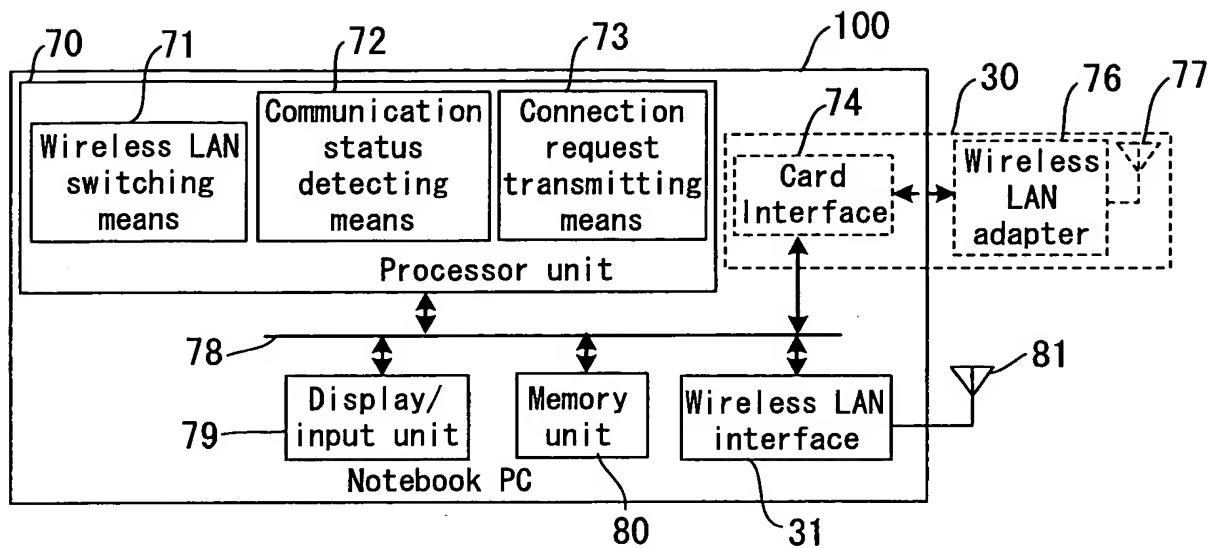 70
71
72
73
100
30
76
77
74
Wireless LAN
switching
means
Communication
status
detecting
means
Connection
request
transmitting
means
Card
Interface
Wireless
LAN
adapter
Processor unit
78
81
Display/
input unit
79
Memory
unit
Wireless LAN
interface
Notebook PC
80
31